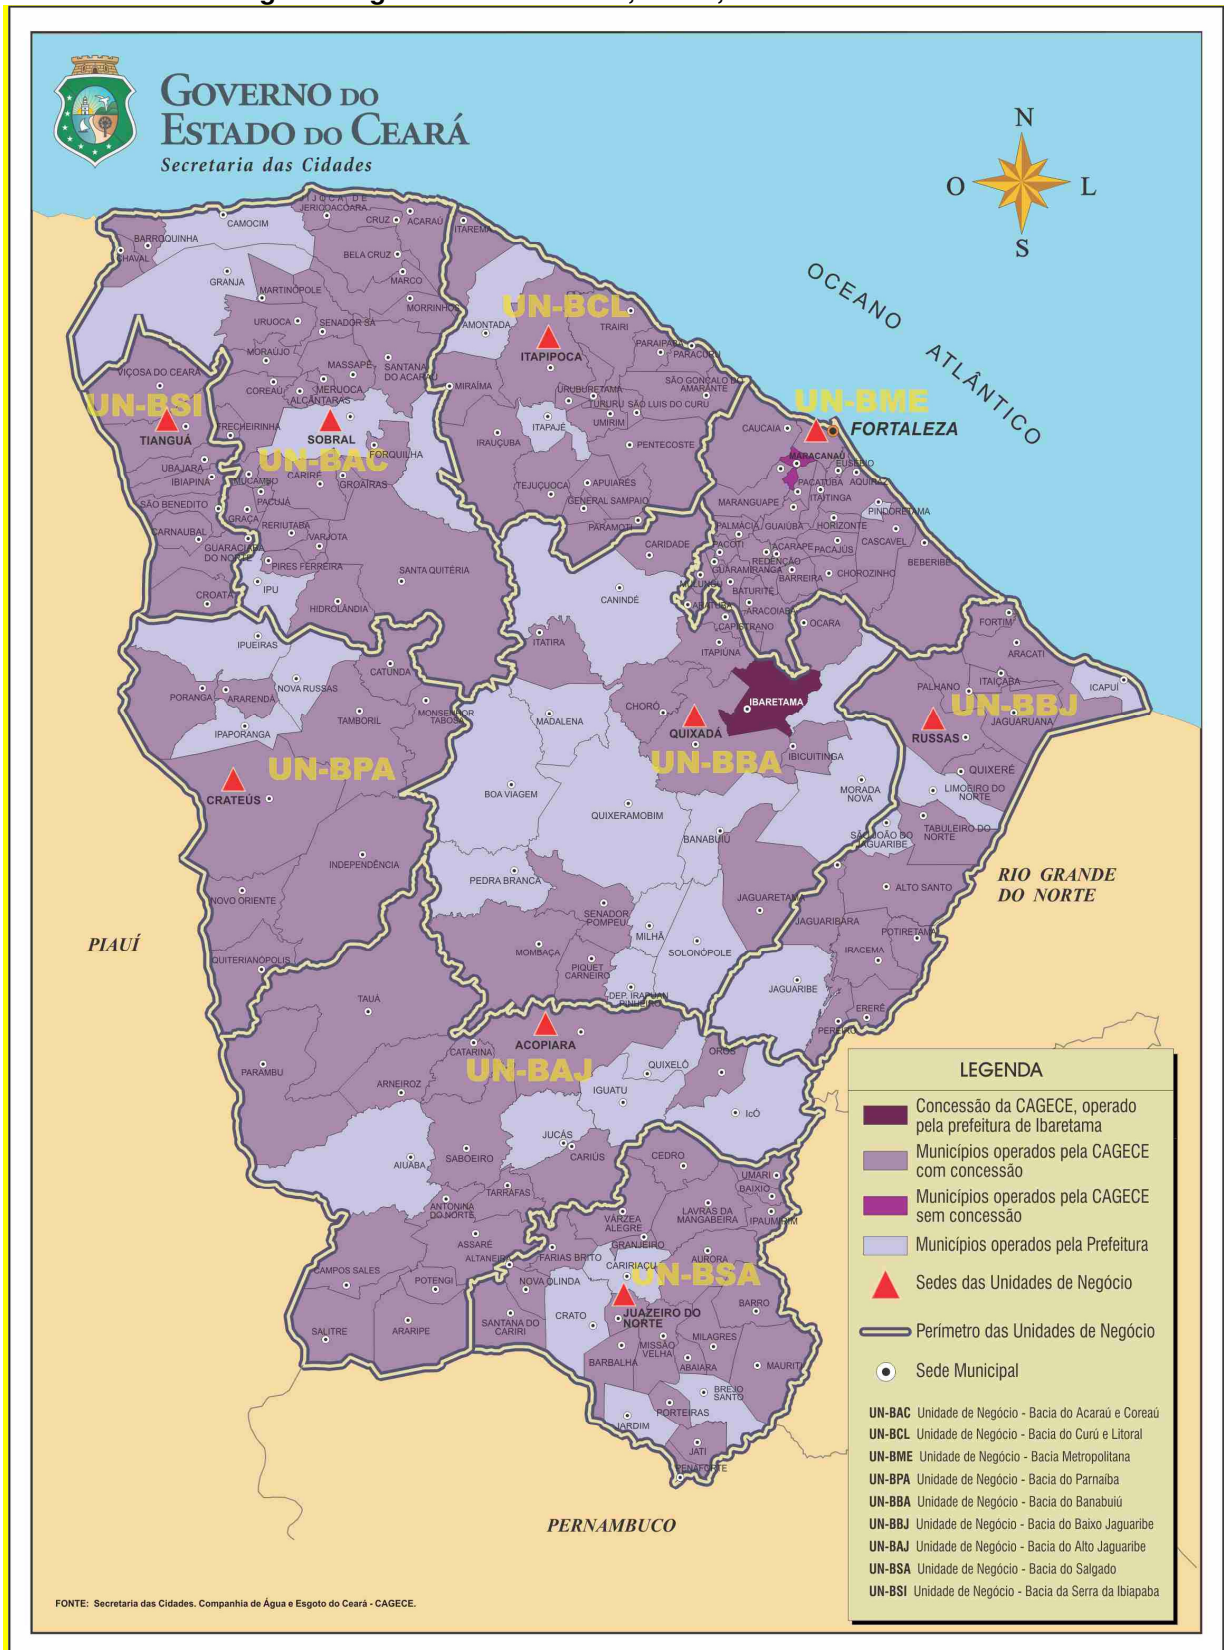 GOVERNO DO
ESTADO DO CEARÁ
Secretaria das Cidades
N
O
L
S
OCEANO ATLÂNTICO
JIJOCA DE
JERICOACOARA
CRUZ
ACARAÚ
ITAREMA
CAMOCIM
BARROQUINHA
CHAVAL
BELA CRUZ
GRANJA
MARCO
MARTINÓPOLE
MORRINHOS
UN-BCL
URUOCA
SENADOR SÁ
AMONTADA
TRAIRI
ITAPIPOCA
PARAIPABA
PARACURU
MORAÚJO
MASSAPÊ
SANTANA
DO ACARAÚ
VIÇOSA DO CEARÁ
COREAÚ
MERUOCA
ALCÂNTARAS
MIRAÍMA
URUBURETAMA
SÃO GONÇALO DO
AMARANTE
UN-BSI
TURURU
SÃO LUIS DO CURU
UMIRIM
ITAPAJÉ
UN-BME
FORTALEZA
CAUCAIA
TIANGUÁ
FRECHEIRINHA
SOBRAL
IRAUÇUBA
PENTECOSTE
UN-BAC
FORQUILHA
MARACANAÚ
EUSÉBIO
UBAJARA
IBIAPINA
MUCAMBO
CARIRÉ
GROAÍRAS
TEJUÇUOCA
APUIARÉS
PACATUBA
AQUIRAZ
ITAITINGA
SÃO BENEDITO
PACUJÁ
GENERAL SAMPAIO
MARANGUAPE
PINDORETAMA
GRAÇA
RERIUTABA
PARAMOTI
PALMÁCIA
GUAIÚBA
HORIZONTE
CARNAUBAL
VARJOTA
CASCAVEL
GUARACIABA
DO NORTE
CARIDADE
PACOTI
ACARAPE
PACAJÚS
REDENÇÃO
BEBERIBE
PIRES FERREIRA
SANTA QUITÉRIA
GUARAMIRANGA
BARREIRA
CHOROZINHO
MULUNGU
BATURITÉ
CROATÁ
IPU
CANINDÉ
HIDROLÂNDIA
ARATUBA
ARACOIABA
CAPISTRANO
OCARA
FORTIM
IPUEIRAS
ITATIRA
ITAPIÚNA
ARACATI
CATUNDA
ITAIÇABA
NOVA RUSSAS
PALHANO
ICAPUÍ
PORANGA
ARARENDÁ
IBARETAMA
TAMBORIL
MONSENHOR
TABOSA
MADALENA
CHORÓ
UN-BBJ
JAGUARUANA
IPAPORANGA
QUIXADÁ
RUSSAS
IBICUITINGA
UN-BPA
UN-BBA
QUIXERÉ
CRATEÚS
BOA VIAGEM
MORADA
NOVA
LIMOEIRO DO
NORTE
QUIXERAMOBIM
BANABUIÚ
SÃO JOÃO DO
JAGUARIBE
TABULEIRO DO
NORTE
INDEPENDÊNCIA
RIO GRANDE
DO NORTE
PEDRA BRANCA
ALTO SANTO
NOVO ORIENTE
JAGUARETAMA
SENADOR
POMPEU
JAGUARIBARA
PIAUÍ
MILHÃ
POTIRETAMA
MOMBAÇA
SOLONÓPOLE
IRACEMA
QUITERIANÓPOLIS
PIQUET
CARNEIRO
JAGUARIBE
DEP. IRAPUAN
PINHEIRO
TAUÁ
ERERÊ
PEREIRO
ACOPIARA
CATARINA
ORÓS
PARAMBU
UN-BAJ
QUIXELÔ
ARNEIROZ
IGUATU
ICÓ
JUCÁS
CARIÚS
CEDRO
AIUABA
SABOEIRO
UMARI
BAIXIO
TARRAFAS
ANTONINA
DO NORTE
LAVRAS DA
MANGABEIRA
VÁRZEA
ALEGRE
IPAUMIRIM
ASSARÉ
GRANJEIRO
ALTANEIRA
FARIAS BRITO
AURORA
CAMPOS SALES
CARIRIAÇU
UN-BSA
POTENGI
NOVA OLINDA
SANTANA DO
CARIRI
CRATO
JUAZEIRO DO
NORTE
BARRO
SALITRE
ARARIPE
MISSÃO
VELHA
MILAGRES
BARBALHA
ABAIARA
MAURITI
BREJO
SANTO
PORTEIRAS
JARDIM
JATI
PENAFORTE
PERNAMBUCO
LEGENDA
Concessão da CAGECE, operado
pela prefeitura de Ibaretama
Municípios operados pela CAGECE
com concessão
Municípios operados pela CAGECE
sem concessão
Municípios operados pela Prefeitura
Sedes das Unidades de Negócio
Perímetro das Unidades de Negócio
Sede Municipal
UN-BAC Unidade de Negócio - Bacia do Acaraú e Coreaú
UN-BCL Unidade de Negócio - Bacia do Curú e Litoral
UN-BME Unidade de Negócio - Bacia Metropolitana
UN-BPA Unidade de Negócio - Bacia do Parnaíba
UN-BBA Unidade de Negócio - Bacia do Banabuiú
UN-BBJ Unidade de Negócio - Bacia do Baixo Jaguaribe
UN-BAJ Unidade de Negócio - Bacia do Alto Jaguaribe
UN-BSA Unidade de Negócio - Bacia do Salgado
UN-BSI Unidade de Negócio - Bacia da Serra da Ibiapaba
FONTE: Secretaria das Cidades. Companhia de Água e Esgoto do Ceará - CAGECE.